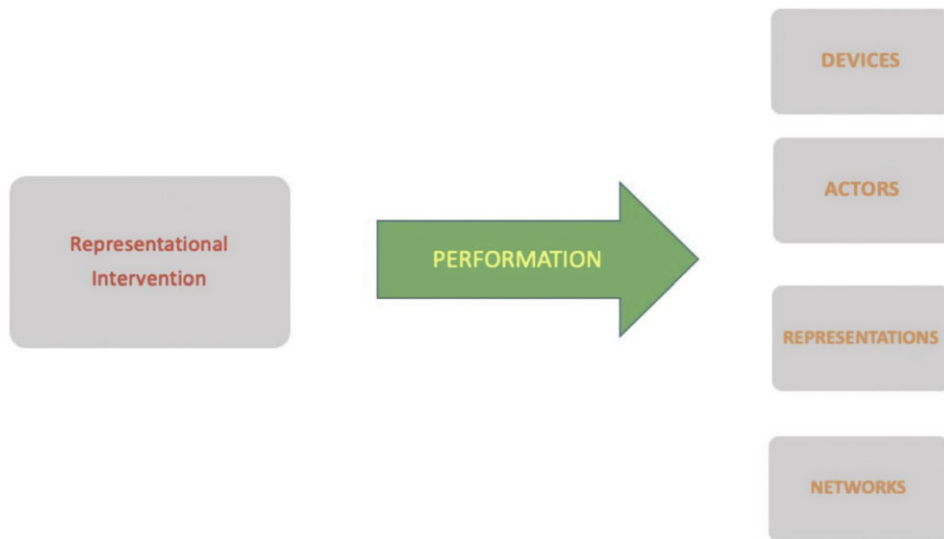 Representational
Intervention
PERFORMATION
DEVICES
ACTORS
REPRESENTATIONS
NETWORKS